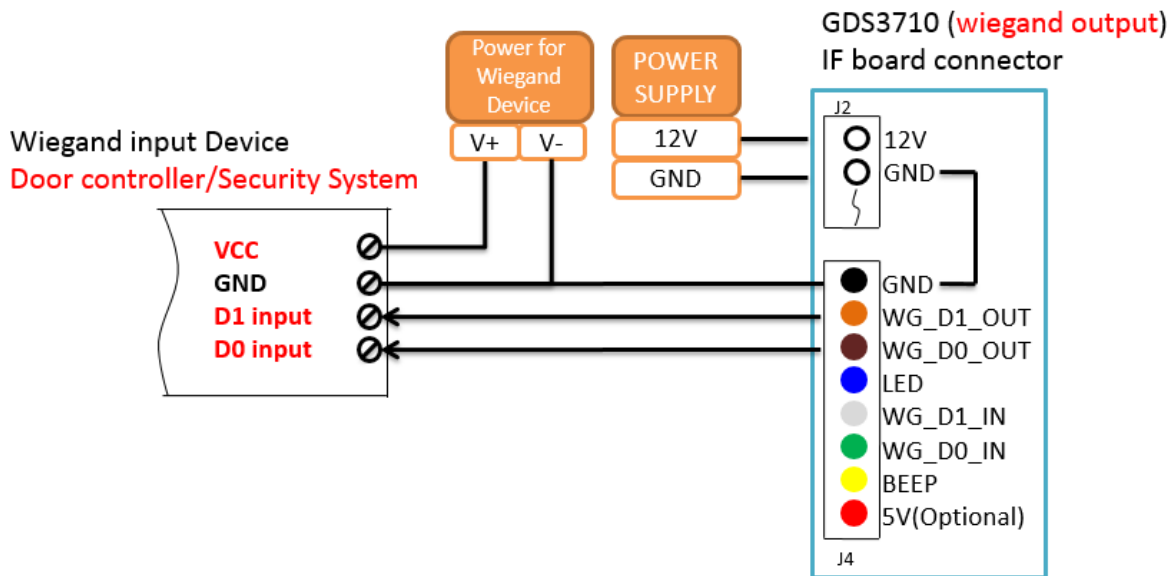 GDS3710 (wiegand output)
IF board connector
Power for
Wiegand
Device
V+ V-
POWER
SUPPLY
12V
GND
J2
12V
GND
Wiegand input Device
Door controller/Security System
VCC
GND
D1 input
D0 input
GND
WG_D1_OUT
WG_D0_OUT
LED
WG_D1_IN
WG_D0_IN
BEEP
5V(Optional)
J4